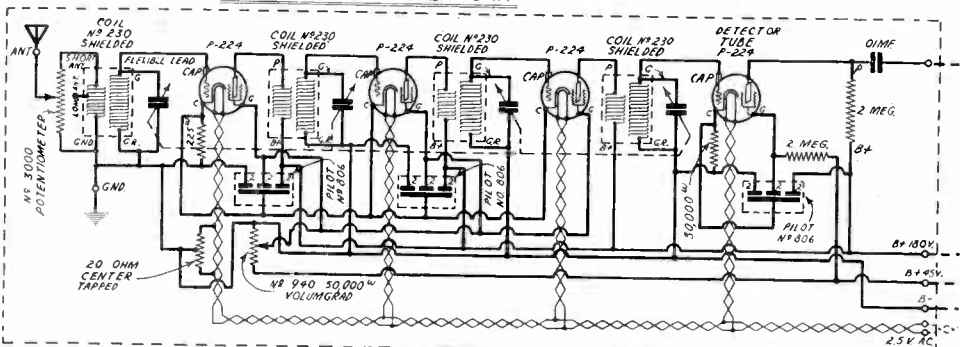 COIL
Nº 230
SHIELDED
ANT.
SHORT
ANT.
LONG ANT.
FLEXIBLE LEAD
G
P-224
CAP
C
G
225 ω
GND
G.R.
Nº 3000
POTENTIOMETER
GND
COIL Nº 230
SHIELDED
P
G
B+
P-224
CAP
C
G
PILOT
Nº 806
COIL Nº 230
SHIELDED
P
G
B+
G.R.
P-224
CAP
C
G
PILOT
NO 806
COIL Nº 230
SHIELDED
P
G
G.R.
DETECTOR
TUBE
P-224
CAP
C
G
.01MF.
2 MEG.
B+
2 MEG.
30,000 ω
PILOT
Nº 806
20 OHM
CENTER
TAPPED
Nº 940 50,000 ω
VOLUMGRAD
B+180V.
B+45V.
B-
2.5 V. AC.